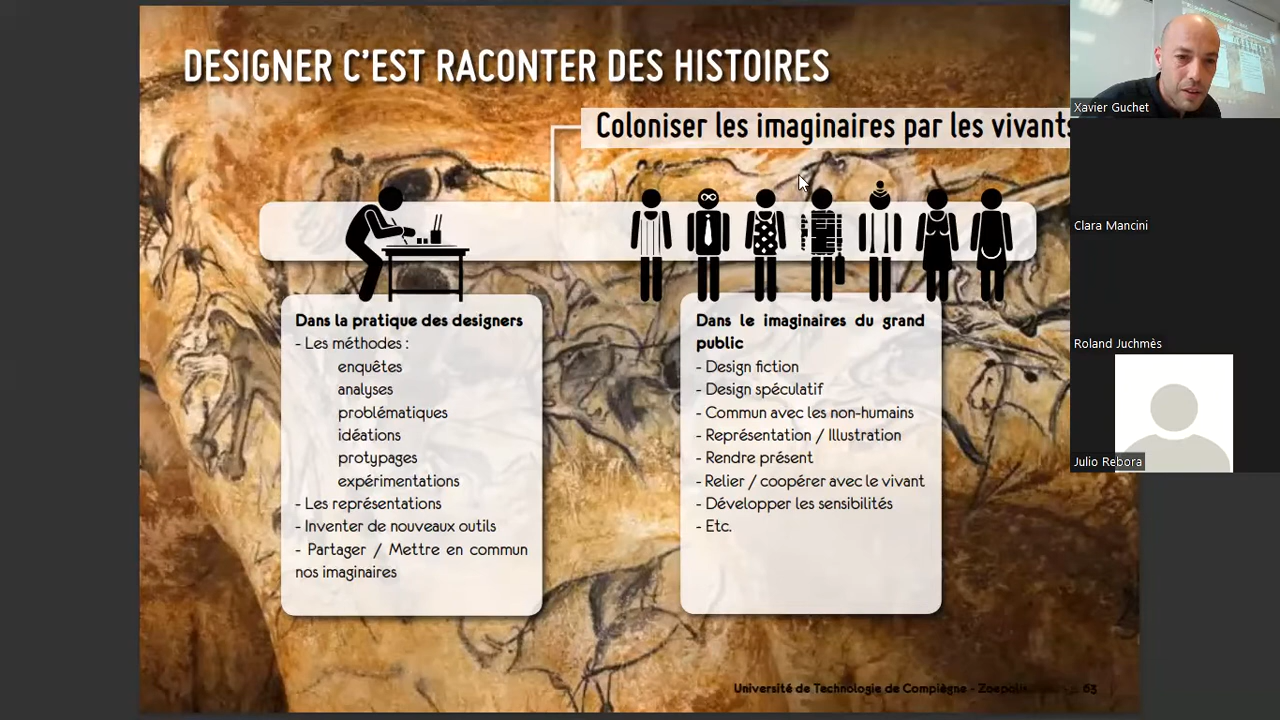 DESIGNER C'EST RACONTER DES HISTOIRES
Coloniser les imaginaires par les vivants
Dans la pratique des designers
- Les méthodes :
enquêtes
analyses
problématiques
idéations
protypages
expérimentations
- Les représentations
- Inventer de nouveaux outils
- Partager / Mettre en commun
nos imaginaires
Dans le imaginaires du grand
public
- Design fiction
- Design spéculatif
- Commun avec les non-humains
- Représentation / Illustration
- Rendre présent
- Relier / coopérer avec le vivant
- Développer les sensibilités
- Etc.
Université de Technologie de Compiègne - Zoepolis
63
Xavier Guchet
Clara Mancini
Roland Juchmès
Julio Rebora